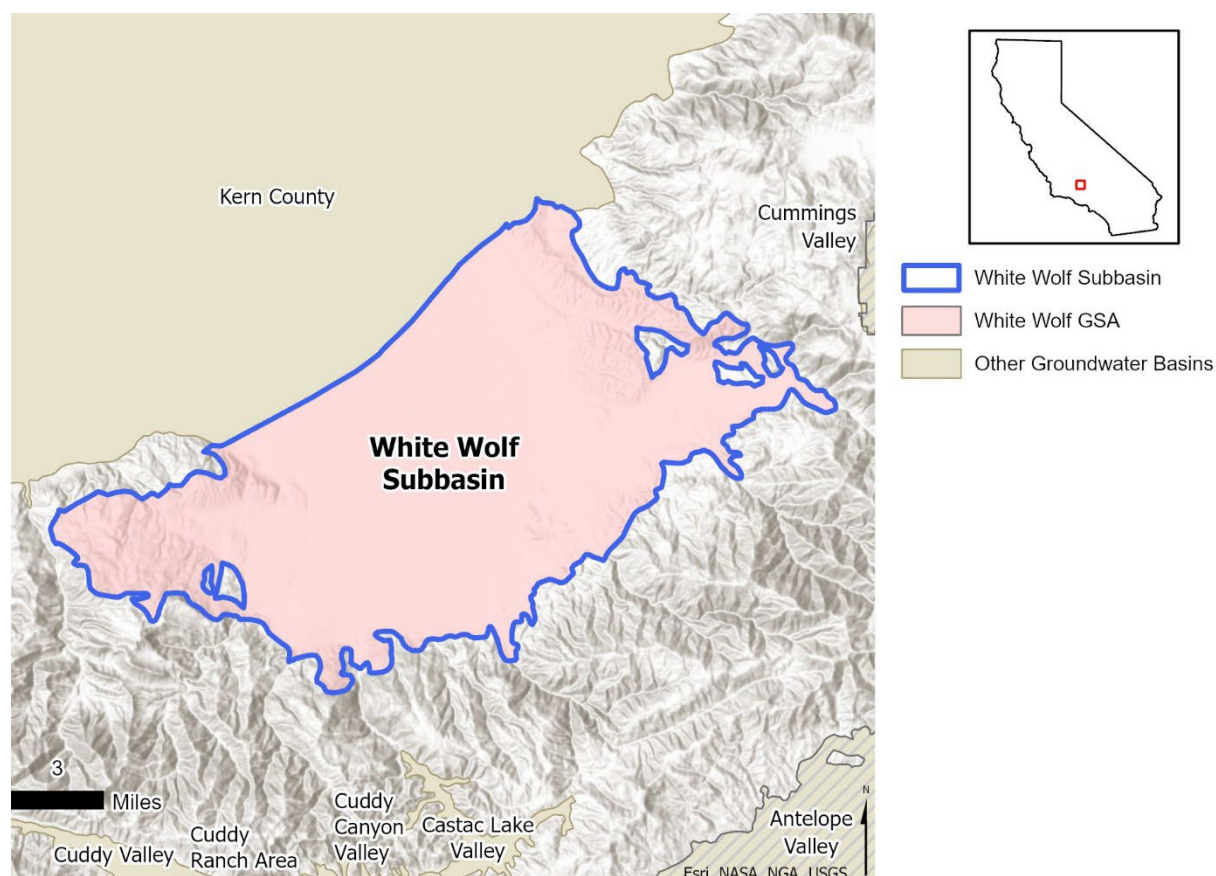 Kern County
Cummings
Valley
White Wolf
Subbasin
3
Miles
Cuddy Valley
Cuddy
Ranch Area
Cuddy
Canyon
Valley
Castac Lake
Valley
Antelope
Valley
N
Esri, NASA, NGA, USGS
White Wolf Subbasin
White Wolf GSA
Other Groundwater Basins